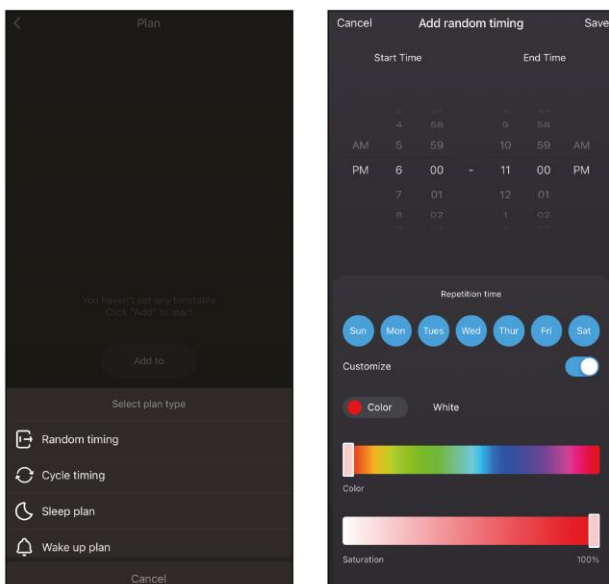 Plan
You haven't set any timetable
Click "Add" to start
Add to
Select plan type
Random timing
Cycle timing
Sleep plan
Wake up plan
Cancel
Cancel Add random timing Save
Start Time End Time
4 58 9 58
AM 5 59 10 59 AM
PM 6 00 - 11 00 PM
7 01 12 01
8 02 1 02
Repetition time
Sun Mon Tues Wed Thur Fri Sat
Customize
Color White
Color
Saturation 100%